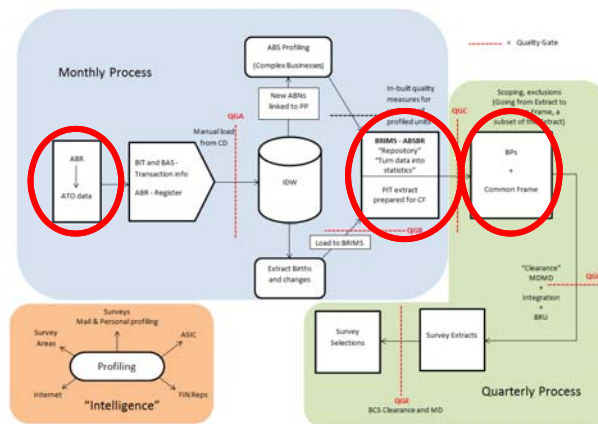 ABS Profiling
(Complex Businesses)
= Quality Gate
Monthly Process
New ABNs
linked to PP
In-built quality
measures for
profiled units
QGA
Manual load
from CD
QGC
Scoping, exclusions
(Going from Extract to
Frame, a
subset of
ABR
ATO data
BIT and BAS -
Transaction info
ABR - Register
IDW
BRIMS - ABSBR
"Repository"
"Turn data into
statistics"
PIT extract
prepared for CF
BPs
+
Common Frame
QGB
Load to BRIMS
Extract Births
and changes
"Clearance"
MDMD
+
integration
+
BRU
Surveys
Mail & Personal profiling
Survey
Areas
ASIC
Profiling
Internet
FIN Reps
"Intelligence"
Survey
Selections
Survey Extracts
QGE
BCS Clearance and MD
Quarterly Process